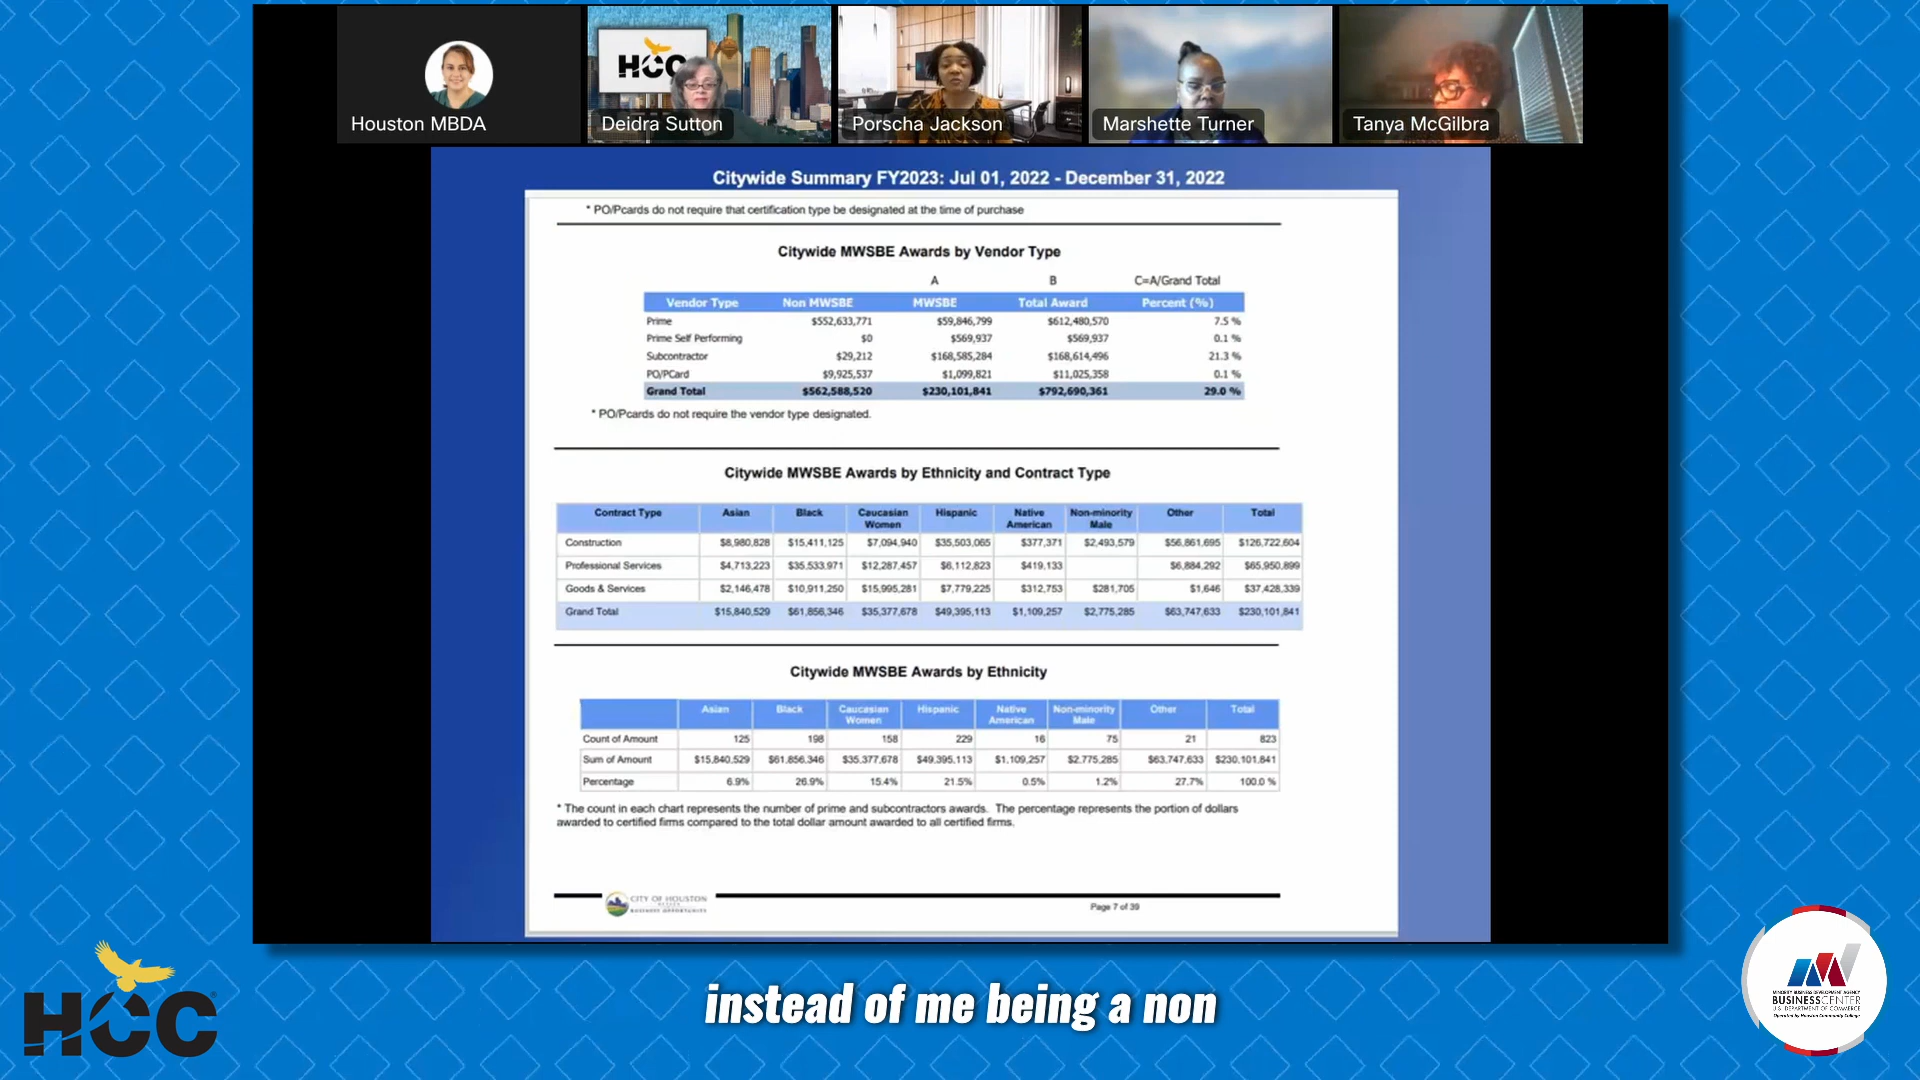 HCC
Houston MBDA
Deidra Sutton
Porscha Jackson
Marshette Turner
Tanya McGilbra
Citywide Summary FY2023: Jul 01, 2022 - December 31, 2022
* PO/Pcards do not require that certification type be designated at the time of purchase
Citywide MWSBE Awards by Vendor Type
A B C=A/Grand Total
Vendor Type Non MWSBE MWSBE Total Award Percent (%)
Prime $552,633,771 $59,846,799 $612,480,570 7.5 %
Prime Self Performing $0 $569,937 $569,937 0.1 %
Subcontractor $29,212 $168,585,284 $168,614,496 21.3 %
PO/PCard $9,925,537 $1,099,821 $11,025,358 0.1 %
Grand Total $562,588,520 $230,101,841 $792,690,361 29.0 %
* PO/Pcards do not require the vendor type designated.
Citywide MWSBE Awards by Ethnicity and Contract Type
Contract Type Asian Black Caucasian Women Hispanic Native American Non-minority Male Other Total
Construction $8,980,828 $15,411,125 $7,094,940 $35,503,065 $377,371 $2,493,579 $56,861,695 $126,722,604
Professional Services $4,713,223 $35,533,971 $12,287,457 $6,112,823 $419,133 $6,884,292 $65,950,899
Goods & Services $2,146,478 $10,911,250 $15,995,281 $7,779,225 $312,753 $281,705 $1,646 $37,428,339
Grand Total $15,840,529 $61,856,346 $35,377,678 $49,395,113 $1,109,257 $2,775,285 $63,747,633 $230,101,841
Citywide MWSBE Awards by Ethnicity
Asian Black Caucasian Women Hispanic Native American Non-minority Male Other Total
Count of Amount 125 198 158 229 16 75 21 823
Sum of Amount $15,840,529 $61,856,346 $35,377,678 $49,395,113 $1,109,257 $2,775,285 $63,747,633 $230,101,841
Percentage 6.9% 26.9% 15.4% 21.5% 0.5% 1.2% 27.7% 100.0 %
* The count in each chart represents the number of prime and subcontractors awards. The percentage represents the portion of dollars
awarded to certified firms compared to the total dollar amount awarded to all certified firms.
CITY OF HOUSTON
BUSINESS OPPORTUNITY
Page 7 of 39
instead of me being a non
HCC
MINORITY BUSINESS DEVELOPMENT AGENCY
BUSINESS CENTER
U.S. DEPARTMENT OF COMMERCE
Operated by Houston Community College